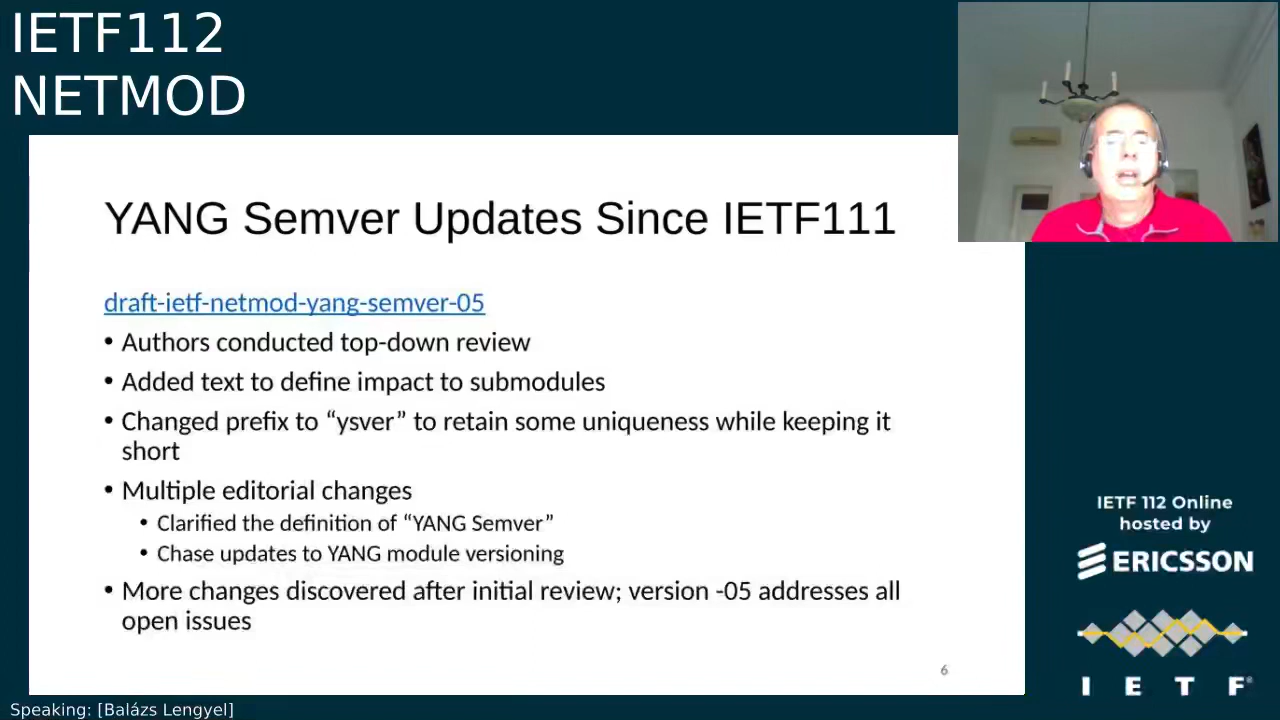 IETF112
NETMOD
YANG Semver Updates Since IETF111
draft-ietf-netmod-yang-semver-05
• Authors conducted top-down review
• Added text to define impact to submodules
• Changed prefix to “ysver” to retain some uniqueness while keeping it
short
• Multiple editorial changes
• Clarified the definition of “YANG Semver”
• Chase updates to YANG module versioning
• More changes discovered after initial review; version -05 addresses all
open issues
6
IETF 112 Online
hosted by
ERICSSON
I E T F®
Speaking: [Balázs Lengyel]